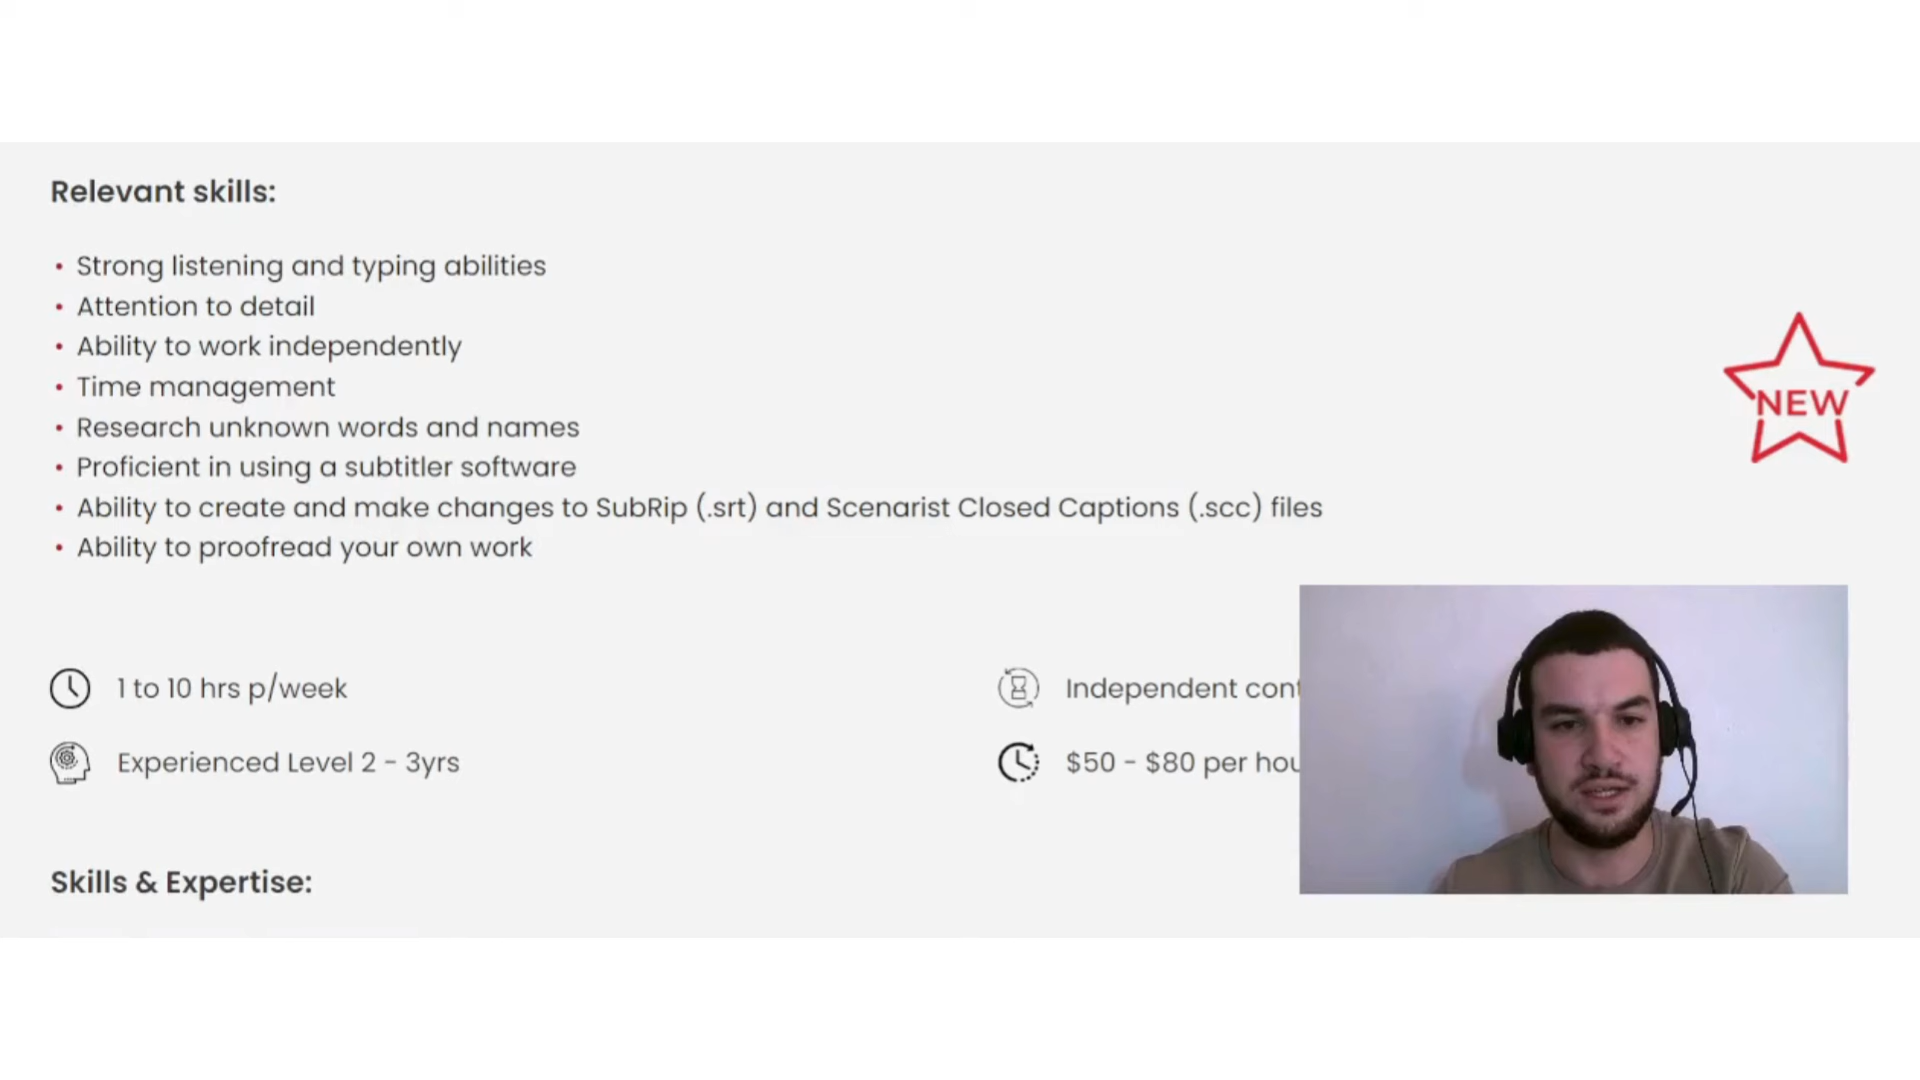 Relevant skills:
• Strong listening and typing abilities
• Attention to detail
• Ability to work independently
• Time management
• Research unknown words and names
• Proficient in using a subtitler software
• Ability to create and make changes to SubRip (.srt) and Scenarist Closed Captions (.scc) files
• Ability to proofread your own work
NEW
1 to 10 hrs p/week
Independent
Experienced Level 2 - 3yrs
$50 - $80 per
Skills & Expertise: